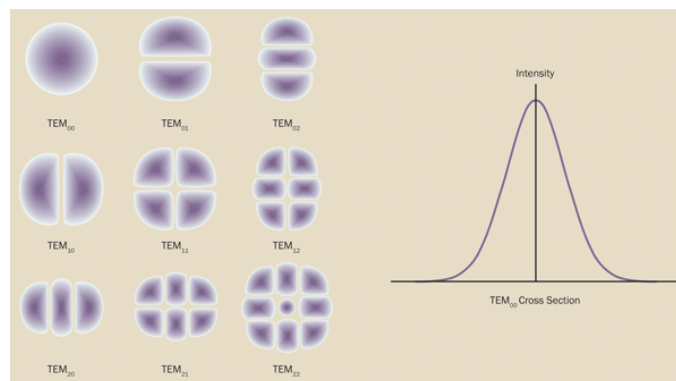 TEM₀₀ TEM₀₁ TEM₀₂
TEM₁₀ TEM₁₁ TEM₁₂
TEM₂₀ TEM₂₁ TEM₂₂
Intensity
TEM₀₀ Cross Section